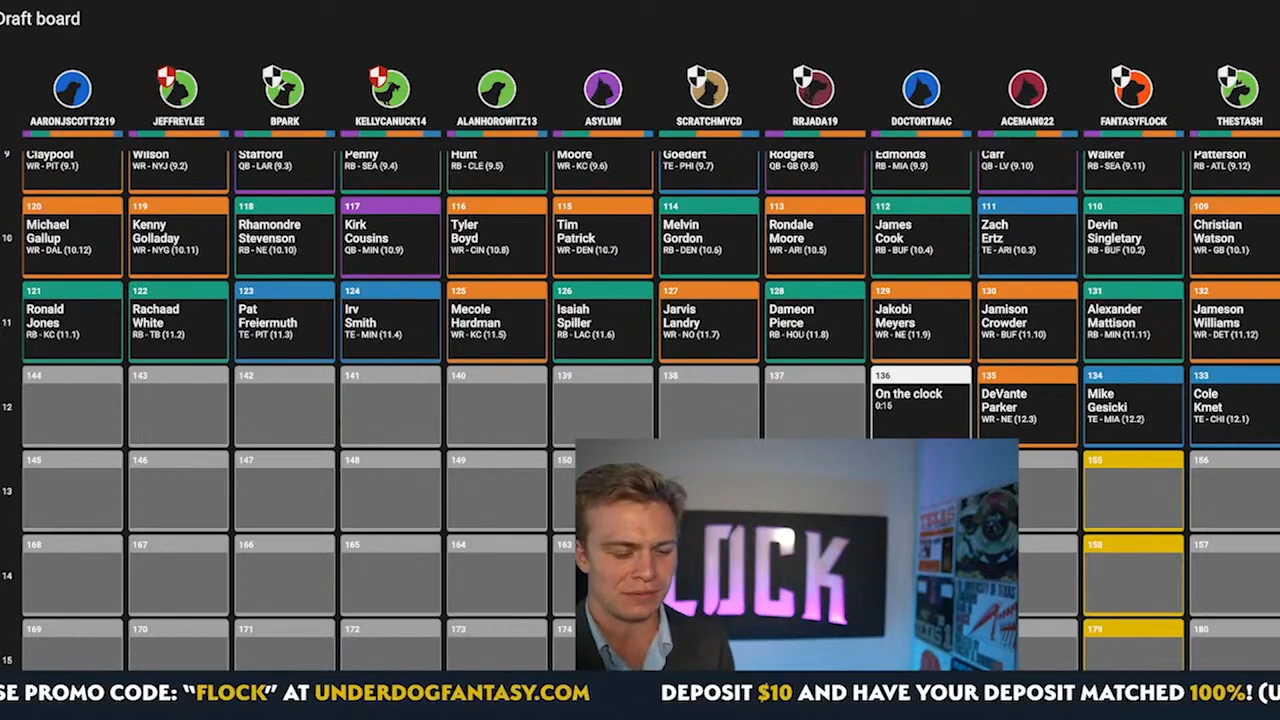 Draft board
AARONJSCOTT3219 JEFFREYLEE BPARK KELLYCANUCK14 ALANHOROWITZ13 ASYLUM SCRATCHMYCD RRJADA19 DOCTORTMAC ACEMAN022 FANTASYFLOCK THESTASH
9
Claypool Wilson Stafford Penny Hunt Moore Goedert Rodgers Edmonds Carr Walker Patterson
WR - PIT (9.1) WR - NYJ (9.2) QB - LAR (9.3) RB - SEA (9.4) RB - CLE (9.5) WR - KC (9.6) TE - PHI (9.7) QB - GB (9.8) RB - MIA (9.9) QB - LV (9.10) RB - SEA (9.11) RB - ATL (9.12)
120 119 118 117 116 115 114 113 112 111 110 109
Michael Kenny Rhamondre Kirk Tyler Tim Melvin Rondale James Zach Devin Christian
10 Gallup Golladay Stevenson Cousins Boyd Patrick Gordon Moore Cook Ertz Singletary Watson
WR - DAL (10.12) WR - NYG (10.11) RB - NE (10.10) QB - MIN (10.9) WR - CIN (10.8) WR - DEN (10.7) RB - DEN (10.6) WR - ARI (10.5) RB - BUF (10.4) TE - ARI (10.3) RB - BUF (10.2) WR - GB (10.1)
121 122 123 124 125 126 127 128 129 130 131 132
Ronald Rachaad Pat Irv Mecole Isaiah Jarvis Dameon Jakobi Jamison Alexander Jameson
11 Jones White Freiermuth Smith Hardman Spiller Landry Pierce Meyers Crowder Mattison Williams
RB - KC (11.1) RB - TB (11.2) TE - PIT (11.3) TE - MIN (11.4) WR - KC (11.5) RB - LAC (11.6) WR - NO (11.7) RB - HOU (11.8) WR - NE (11.9) WR - BUF (11.10) RB - MIN (11.11) WR - DET (11.12)
144 143 142 141 140 139 138 137 136 135 134 133
On the clock DeVante Mike Cole
12 0:15 Parker Gesicki Kmet
WR - NE (12.3) TE - MIA (12.2) TE - CHI (12.1)
145 146 147 148 149 150 155 156
13
168 167 166 165 164 163 158 157
14
169 170 171 172 173 174 179 180
15
LOCK
TEXAS
SE PROMO CODE: "FLOCK" AT UNDERDOGFANTASY.COM DEPOSIT $10 AND HAVE YOUR DEPOSIT MATCHED 100%! (U